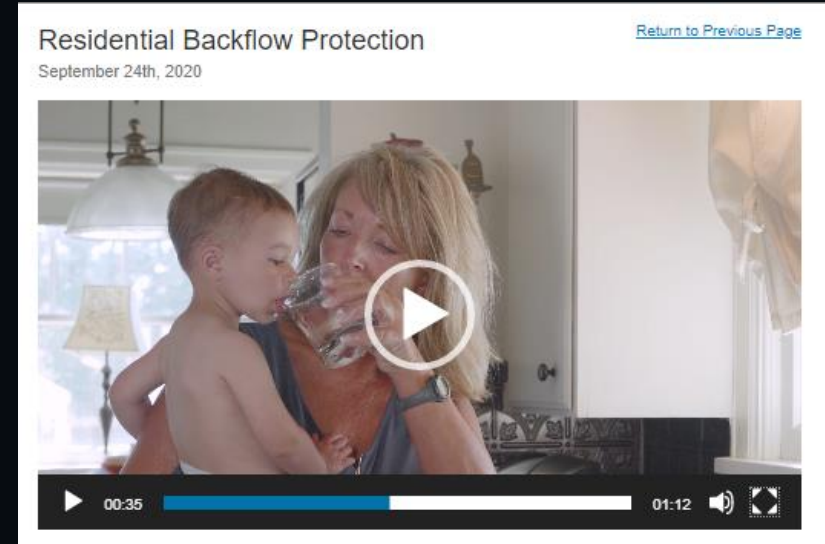 Residential Backflow Protection
Return to Previous Page
September 24th, 2020
00:35
01:12